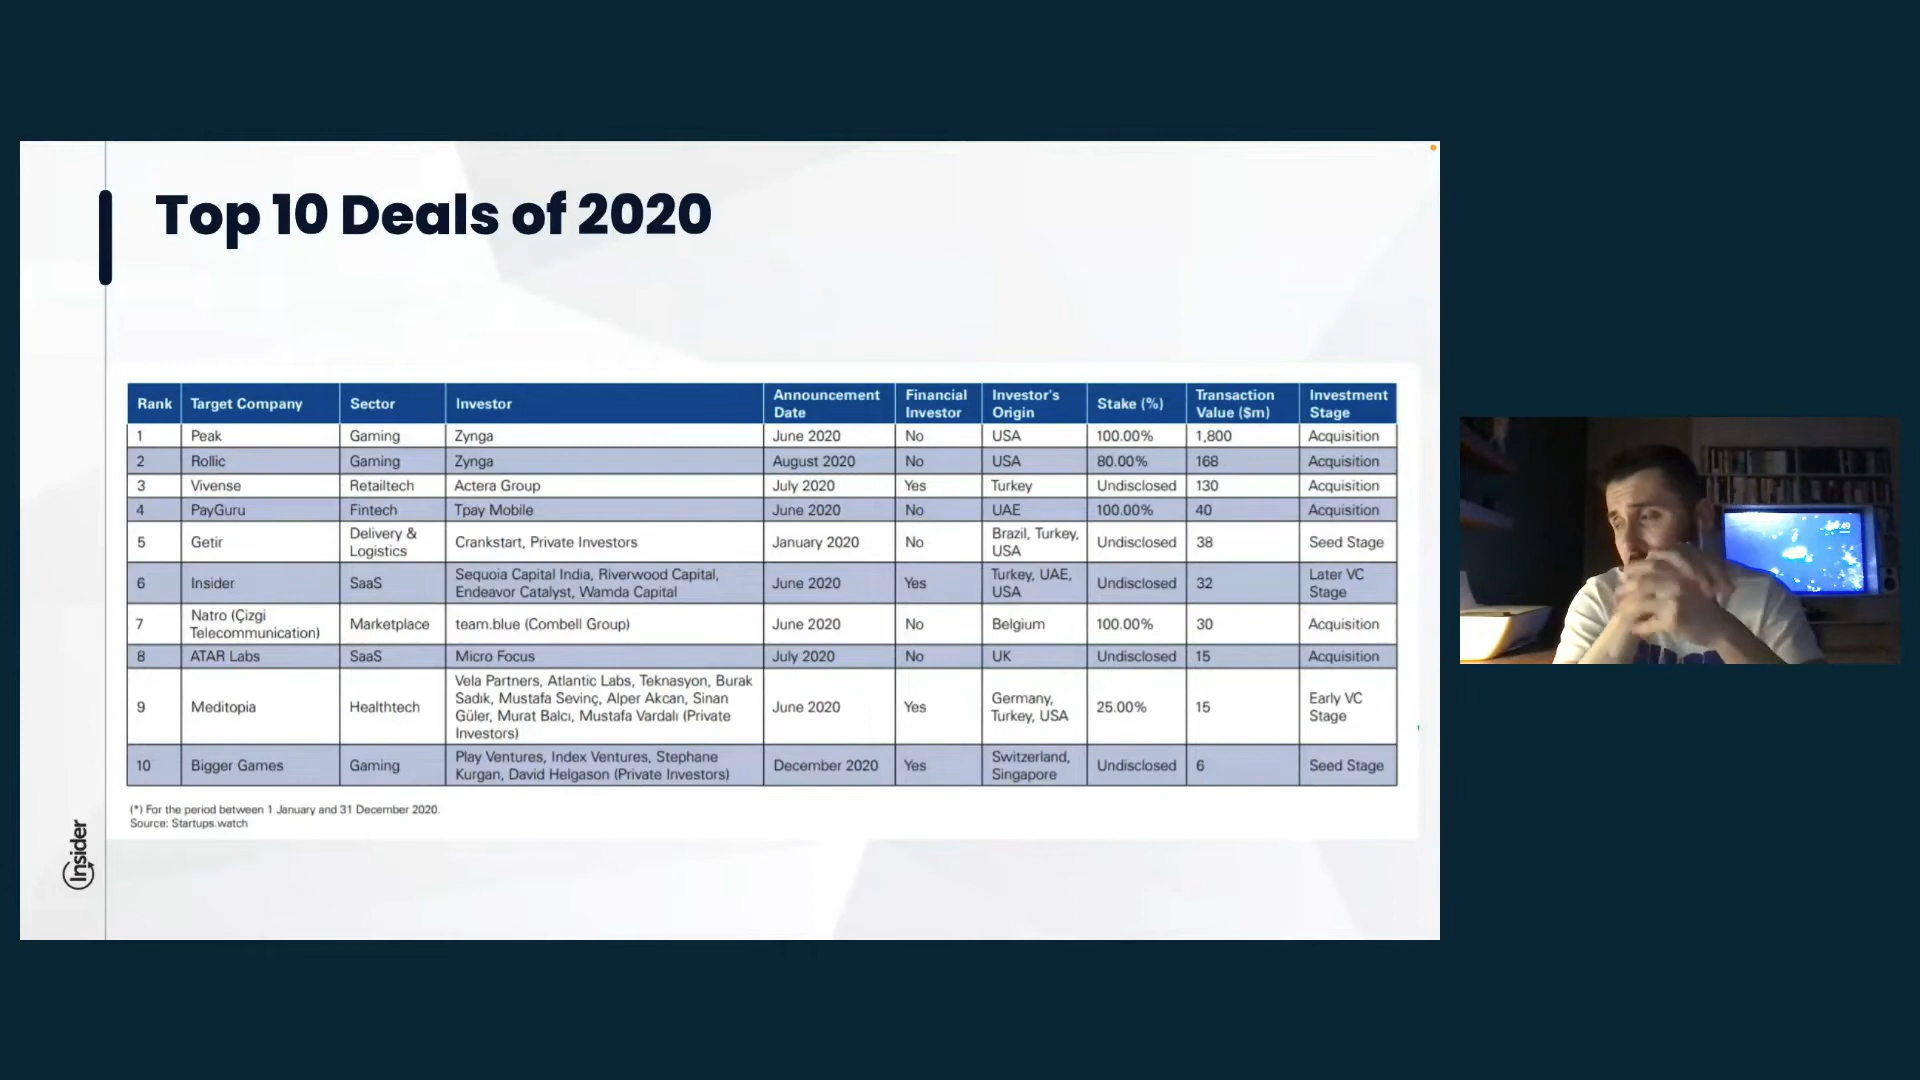 Top 10 Deals of 2020
Rank Target Company Sector Investor Announcement Date Financial Investor Investor's Origin Stake (%) Transaction Value ($m) Investment Stage
1 Peak Gaming Zynga June 2020 No USA 100.00% 1,800 Acquisition
2 Rollic Gaming Zynga August 2020 No USA 80.00% 168 Acquisition
3 Vivense Retailtech Actera Group July 2020 Yes Turkey Undisclosed 130 Acquisition
4 PayGuru Fintech Tpay Mobile June 2020 No UAE 100.00% 40 Acquisition
5 Getir Delivery & Logistics Crankstart, Private Investors January 2020 No Brazil, Turkey, USA Undisclosed 38 Seed Stage
6 Insider SaaS Sequoia Capital India, Riverwood Capital, Endeavor Catalyst, Wamda Capital June 2020 Yes Turkey, UAE, USA Undisclosed 32 Later VC Stage
7 Natro (Çizgi Telecommunication) Marketplace team.blue (Combell Group) June 2020 No Belgium 100.00% 30 Acquisition
8 ATAR Labs SaaS Micro Focus July 2020 No UK Undisclosed 15 Acquisition
9 Meditopia Healthtech Vela Partners, Atlantic Labs, Teknasyon, Burak Sadık, Mustafa Sevinç, Alper Akcan, Sinan Güler, Murat Balcı, Mustafa Vardalı (Private Investors) June 2020 Yes Germany, Turkey, USA 25.00% 15 Early VC Stage
10 Bigger Games Gaming Play Ventures, Index Ventures, Stephane Kurgan, David Helgason (Private Investors) December 2020 Yes Switzerland, Singapore Undisclosed 6 Seed Stage
(*) For the period between 1 January and 31 December 2020.
Source: Startups.watch
Insider